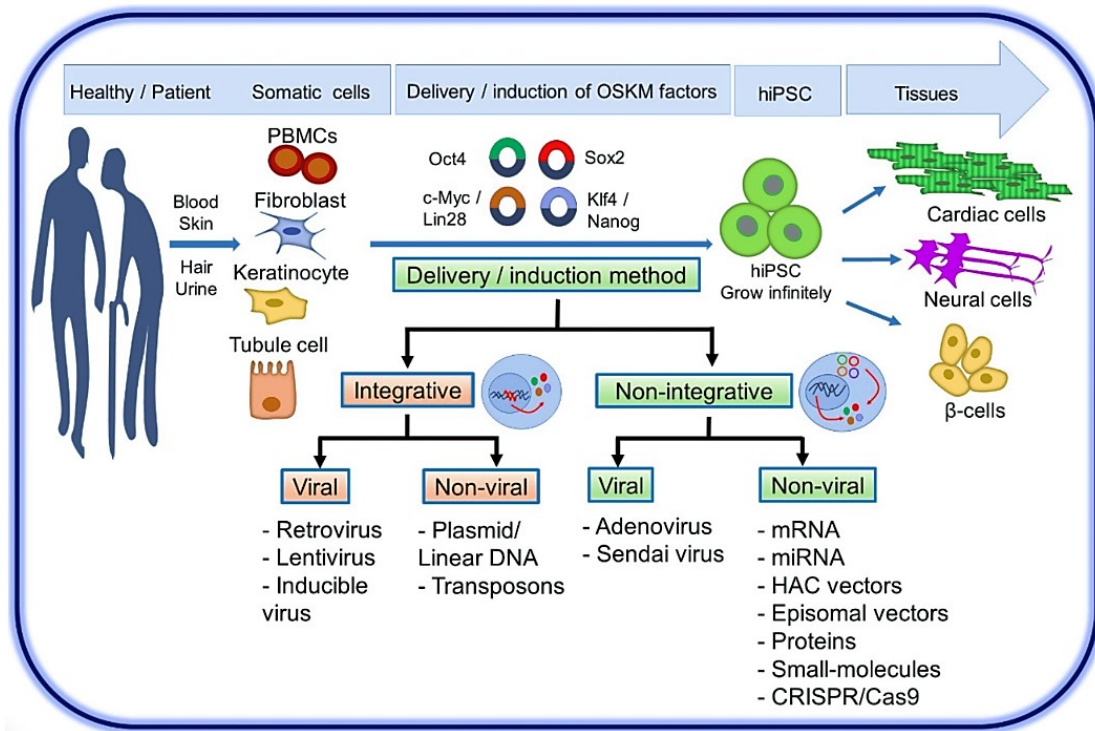 Healthy / Patient
Somatic cells
Delivery / induction of OSKM factors
hiPSC
Tissues
Blood
Skin
Hair
Urine
PBMCs
Fibroblast
Keratinocyte
Tubule cell
Oct4
Sox2
c-Myc /
Lin28
Klf4 /
Nanog
Delivery / induction method
hiPSC
Grow infinitely
Cardiac cells
Neural cells
β-cells
Integrative
Non-integrative
Viral
- Retrovirus
- Lentivirus
- Inducible
virus
Non-viral
- Plasmid/
Linear DNA
- Transposons
Viral
- Adenovirus
- Sendai virus
Non-viral
- mRNA
- miRNA
- HAC vectors
- Episomal vectors
- Proteins
- Small-molecules
- CRISPR/Cas9